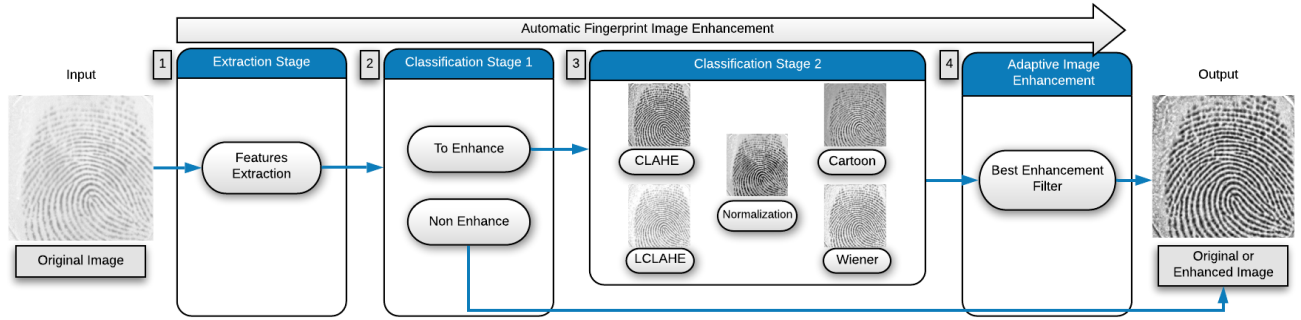 Automatic Fingerprint Image Enhancement
Input
Original Image
1
Extraction Stage
Features
Extraction
2
Classification Stage 1
To Enhance
Non Enhance
3
Classification Stage 2
CLAHE
Cartoon
Normalization
LCLAHE
Wiener
4
Adaptive Image
Enhancement
Best Enhancement
Filter
Output
Original or
Enhanced Image